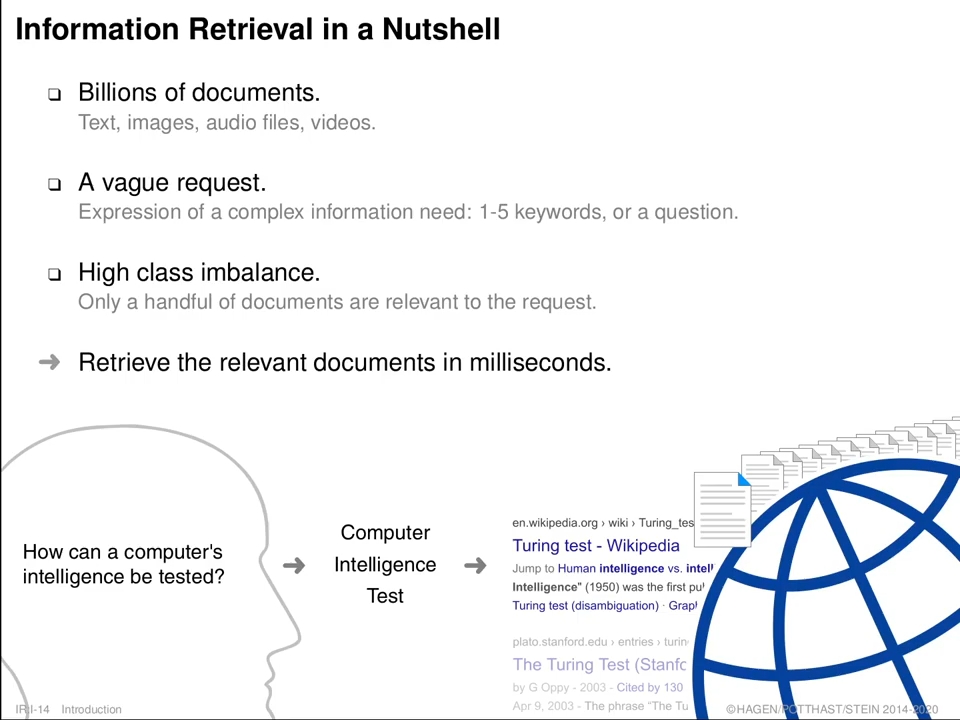 Information Retrieval in a Nutshell
❏ Billions of documents.
Text, images, audio files, videos.
❏ A vague request.
Expression of a complex information need: 1-5 keywords, or a question.
❏ High class imbalance.
Only a handful of documents are relevant to the request.
➜ Retrieve the relevant documents in milliseconds.
How can a computer's
intelligence be tested?
➜
Computer
Intelligence
Test
➜
en.wikipedia.org › wiki › Turing_tes
Turing test - Wikipedia
Jump to Human intelligence vs. intell
Intelligence" (1950) was the first pu
Turing test (disambiguation) · Grap
plato.stanford.edu › entries › turin
The Turing Test (Stanfo
by G Oppy - 2003 - Cited by 130
Apr 9, 2003 - The phrase “The Tu
IR:I-14 Introduction
©HAGEN/POTTHAST/STEIN 2014-2020